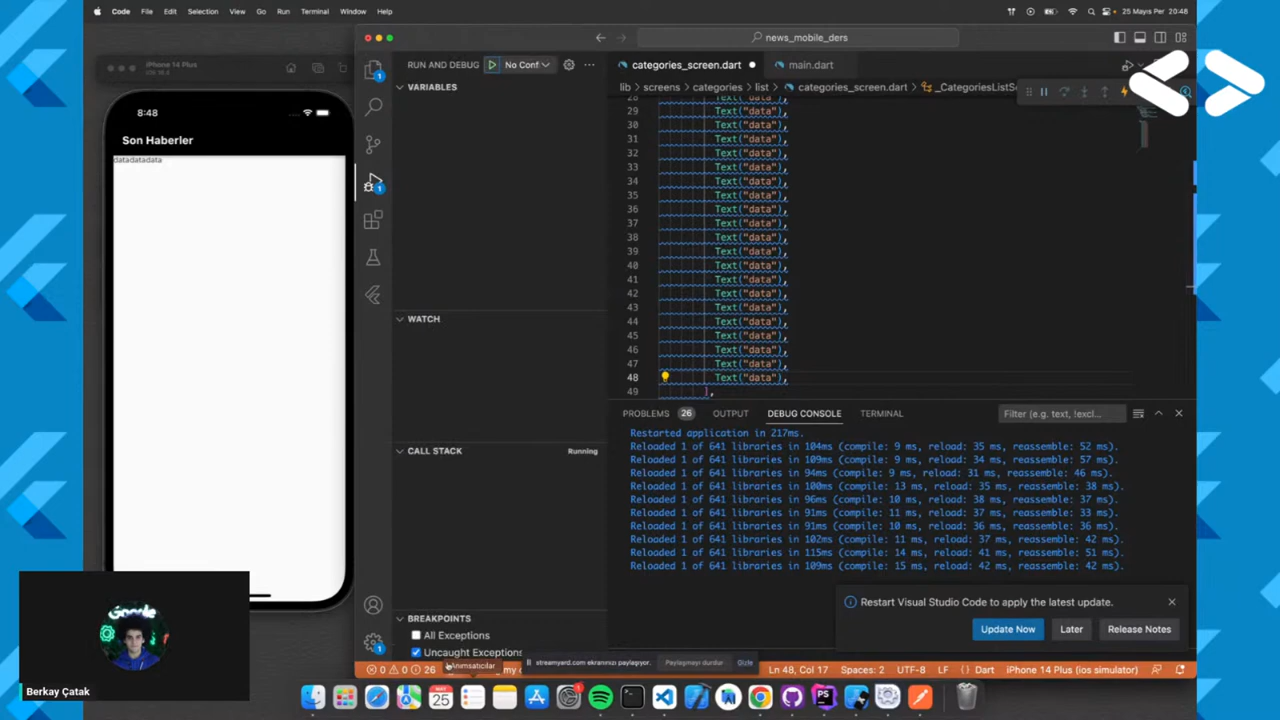 Code File Edit Selection View Go Run Terminal Window Help
25 Mayıs Per 20:48
iPhone 14 Plus
8:48
Son Haberler
datadatadata
news_mobile_ders
RUN AND DEBUG No Conf
VARIABLES
WATCH
CALL STACK Running
BREAKPOINTS
All Exceptions
Uncaught Exceptions
categories_screen.dart main.dart
lib > screens > categories > list > categories_screen.dart > _CategoriesListSc
28 Text("data"),
29 Text("data"),
30 Text("data"),
31 Text("data"),
32 Text("data"),
33 Text("data"),
34 Text("data"),
35 Text("data"),
36 Text("data"),
37 Text("data"),
38 Text("data"),
39 Text("data"),
40 Text("data"),
41 Text("data"),
42 Text("data"),
43 Text("data"),
44 Text("data"),
45 Text("data"),
46 Text("data"),
47 Text("data"),
48 Text("data"),
49 ],
PROBLEMS 26 OUTPUT DEBUG CONSOLE TERMINAL Filter (e.g. text, !excl...
Restarted application in 217ms.
Reloaded 1 of 641 libraries in 104ms (compile: 9 ms, reload: 35 ms, reassemble: 52 ms).
Reloaded 1 of 641 libraries in 109ms (compile: 9 ms, reload: 34 ms, reassemble: 57 ms).
Reloaded 1 of 641 libraries in 94ms (compile: 9 ms, reload: 31 ms, reassemble: 46 ms).
Reloaded 1 of 641 libraries in 100ms (compile: 13 ms, reload: 35 ms, reassemble: 38 ms).
Reloaded 1 of 641 libraries in 96ms (compile: 10 ms, reload: 38 ms, reassemble: 37 ms).
Reloaded 1 of 641 libraries in 91ms (compile: 11 ms, reload: 37 ms, reassemble: 33 ms).
Reloaded 1 of 641 libraries in 91ms (compile: 10 ms, reload: 36 ms, reassemble: 36 ms).
Reloaded 1 of 641 libraries in 102ms (compile: 11 ms, reload: 37 ms, reassemble: 42 ms).
Reloaded 1 of 641 libraries in 115ms (compile: 14 ms, reload: 41 ms, reassemble: 51 ms).
Reloaded 1 of 641 libraries in 109ms (compile: 15 ms, reload: 42 ms, reassemble: 42 ms).
Restart Visual Studio Code to apply the latest update.
Update Now Later Release Notes
0 0 26 Anımsatıcılar
streamyard.com ekranınızı paylaşıyor. Paylaşmayı durdur Gizle
Ln 48, Col 17 Spaces: 2 UTF-8 LF Dart iPhone 14 Plus (ios simulator)
Google
Berkay Çatak
25